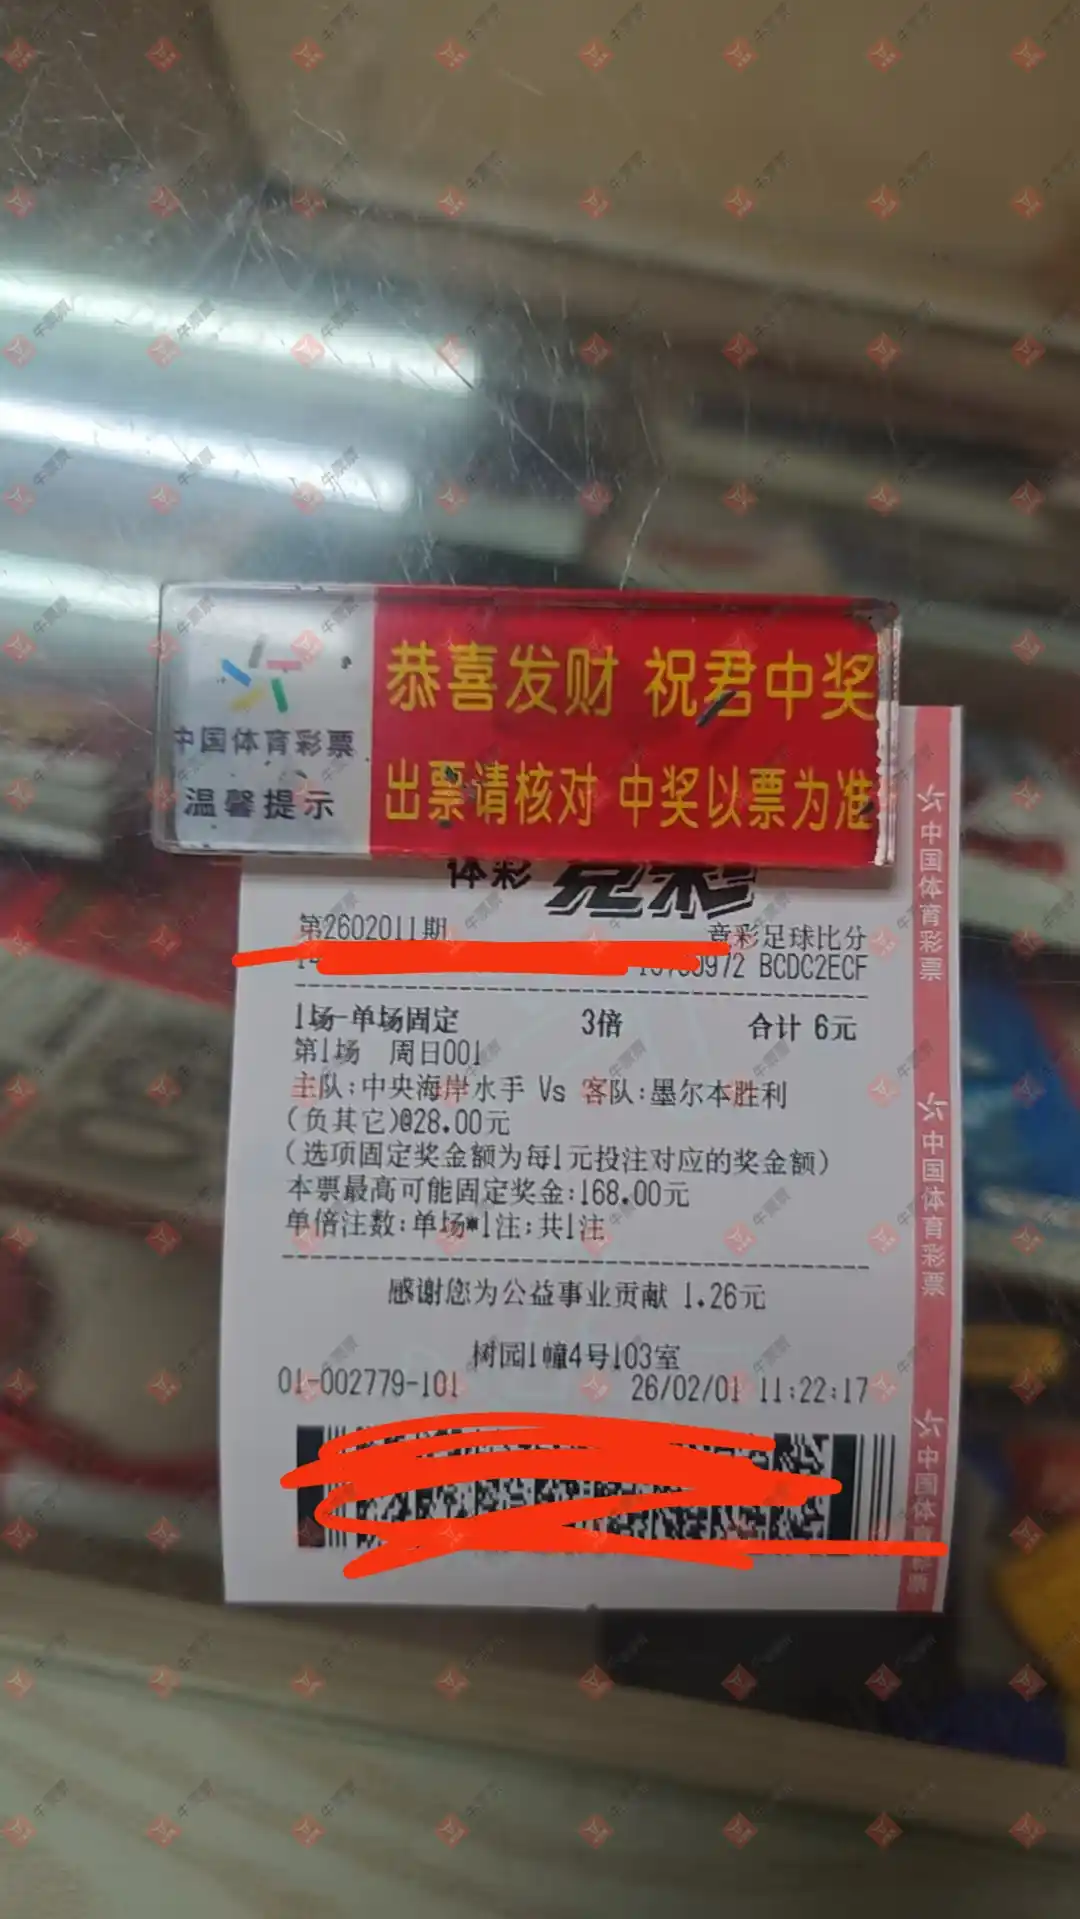 恭喜发财 祝君中奖
中国体育彩票
温馨提示
出票请核对 中奖以票为准
体彩 竞彩
第2602011期
竞彩足球比分
BCDC2ECF
1场-单场固定 3倍 合计 6元
第1场 周日001
主队:中央海岸水手 Vs 客队:墨尔本胜利
(负其它)@28.00元
(选项固定奖金额为每1元投注对应的奖金额)
本票最高可能固定奖金:168.00元
单倍注数:单场*1注;共1注
感谢您为公益事业贡献 1.26元
树园1幢4号103室
01-002779-101 26/02/01 11:22:17
中国体育彩票
中国体育彩票
中国体育彩票